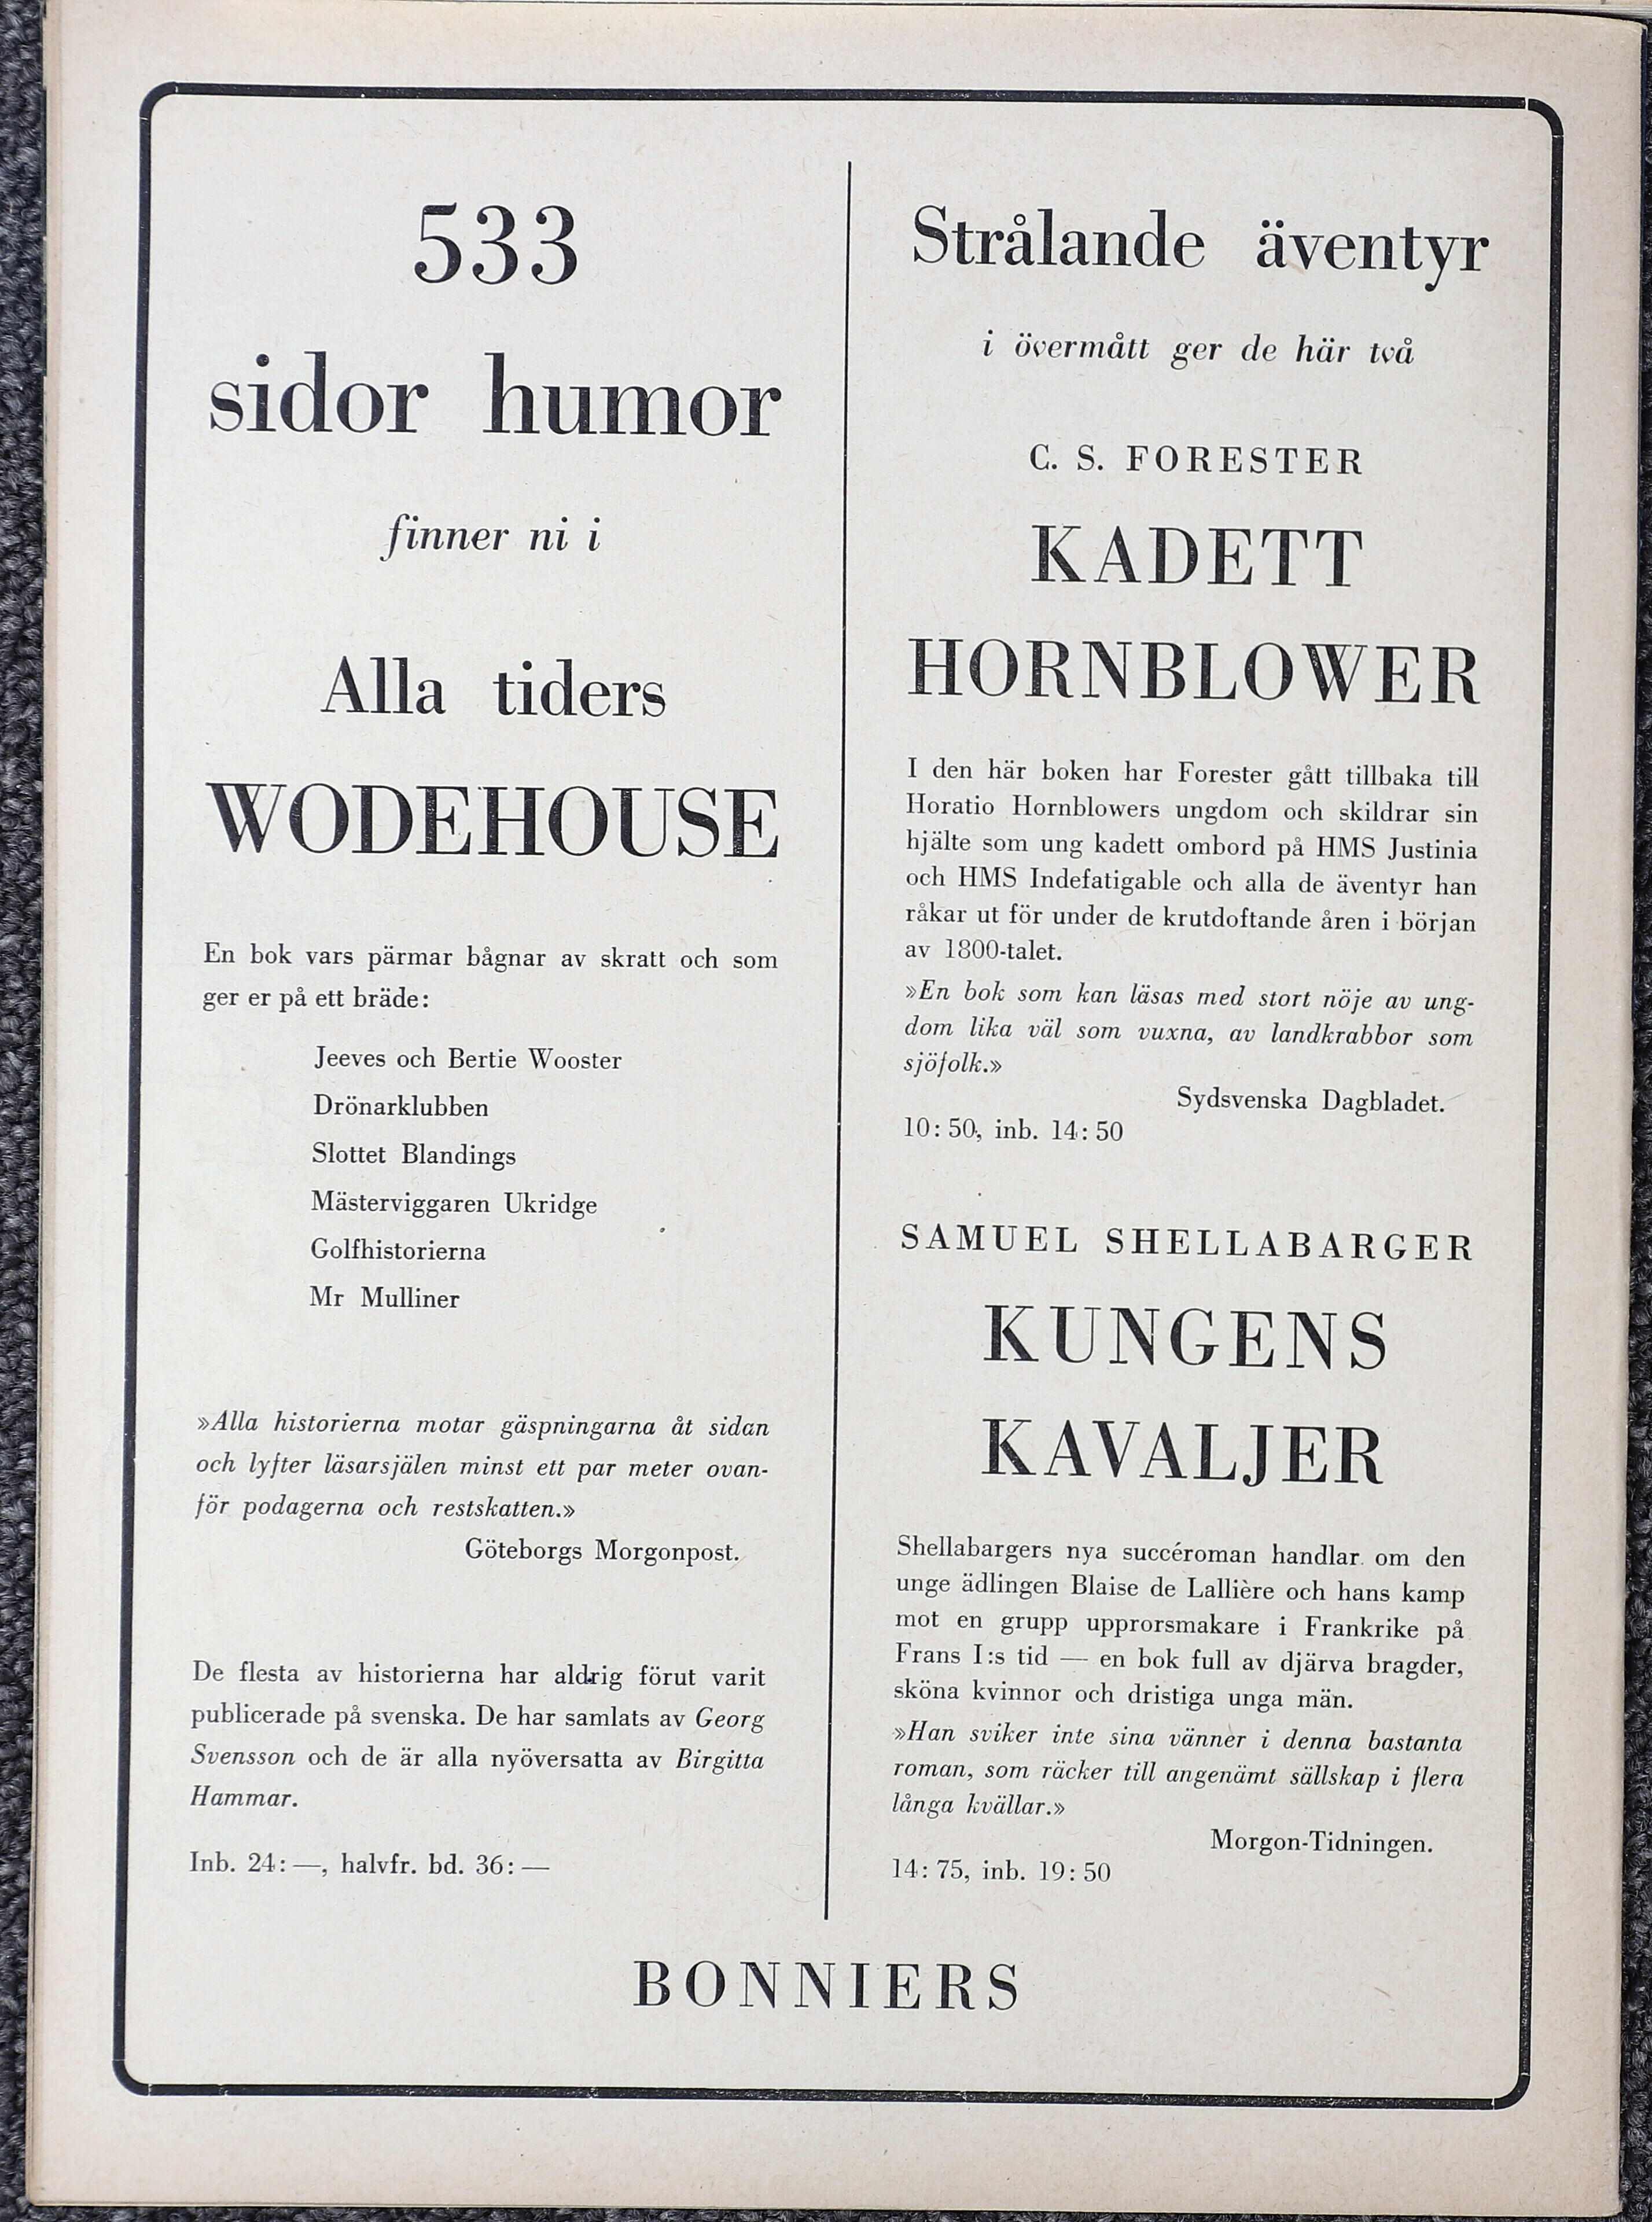 533
sidor humor
finner ni i
Alla tiders
WODEHOUSE
En bok vars pärmar bågnar av skratt och som
ger er på ett bräde:
Jeeves och Bertie Wooster
Drönarklubben
Slottet Blandings
Mästerviggaren Ukridge
Golfhistorierna
Mr Mulliner
»Alla historierna motar gäspningarna åt sidan
och lyfter läsarsjälen minst ett par meter ovan-
för podagerna och restskatten.»
Göteborgs Morgonpost.
De flesta av historierna har aldrig förut varit
publicerade på svenska. De har samlats av Georg
Svensson och de är alla nyöversatta av Birgitta
Hammar.
Inb. 24: —, halvfr. bd. 36: —
Strålande äventyr
i övermått ger de här två
C. S. FORESTER
KADETT
HORNBLOWER
I den här boken har Forester gått tillbaka till
Horatio Hornblowers ungdom och skildrar sin
hjälte som ung kadett ombord på HMS Justinia
och HMS Indefatigable och alla de äventyr han
råkar ut för under de krutdoftande åren i början
av 1800-talet.
»En bok som kan läsas med stort nöje av ung-
dom lika väl som vuxna, av landkrabbor som
sjöfolk.»
Sydsvenska Dagbladet.
10: 50, inb. 14: 50
SAMUEL SHELLABARGER
KUNGENS
KAVALJER
Shellabargers nya succéroman handlar om den
unge ädlingen Blaise de Lallière och hans kamp
mot en grupp upprorsmakare i Frankrike på
Frans I:s tid — en bok full av djärva bragder,
sköna kvinnor och dristiga unga män.
»Han sviker inte sina vänner i denna bastanta
roman, som räcker till angenämt sällskap i flera
långa kvällar.»
Morgon-Tidningen.
14: 75, inb. 19: 50
BONNIERS